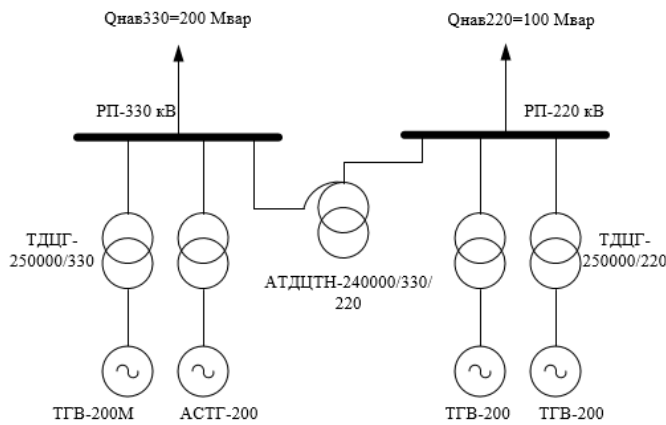 Qнав330=200 Мвар
Qнав220=100 Мвар
РП-330 кВ
РП-220 кВ
ТДЦГ-
250000/330
АТДЦТН-240000/330/
220
ТДЦГ-
250000/220
ТГВ-200М
АСТГ-200
ТГВ-200
ТГВ-200